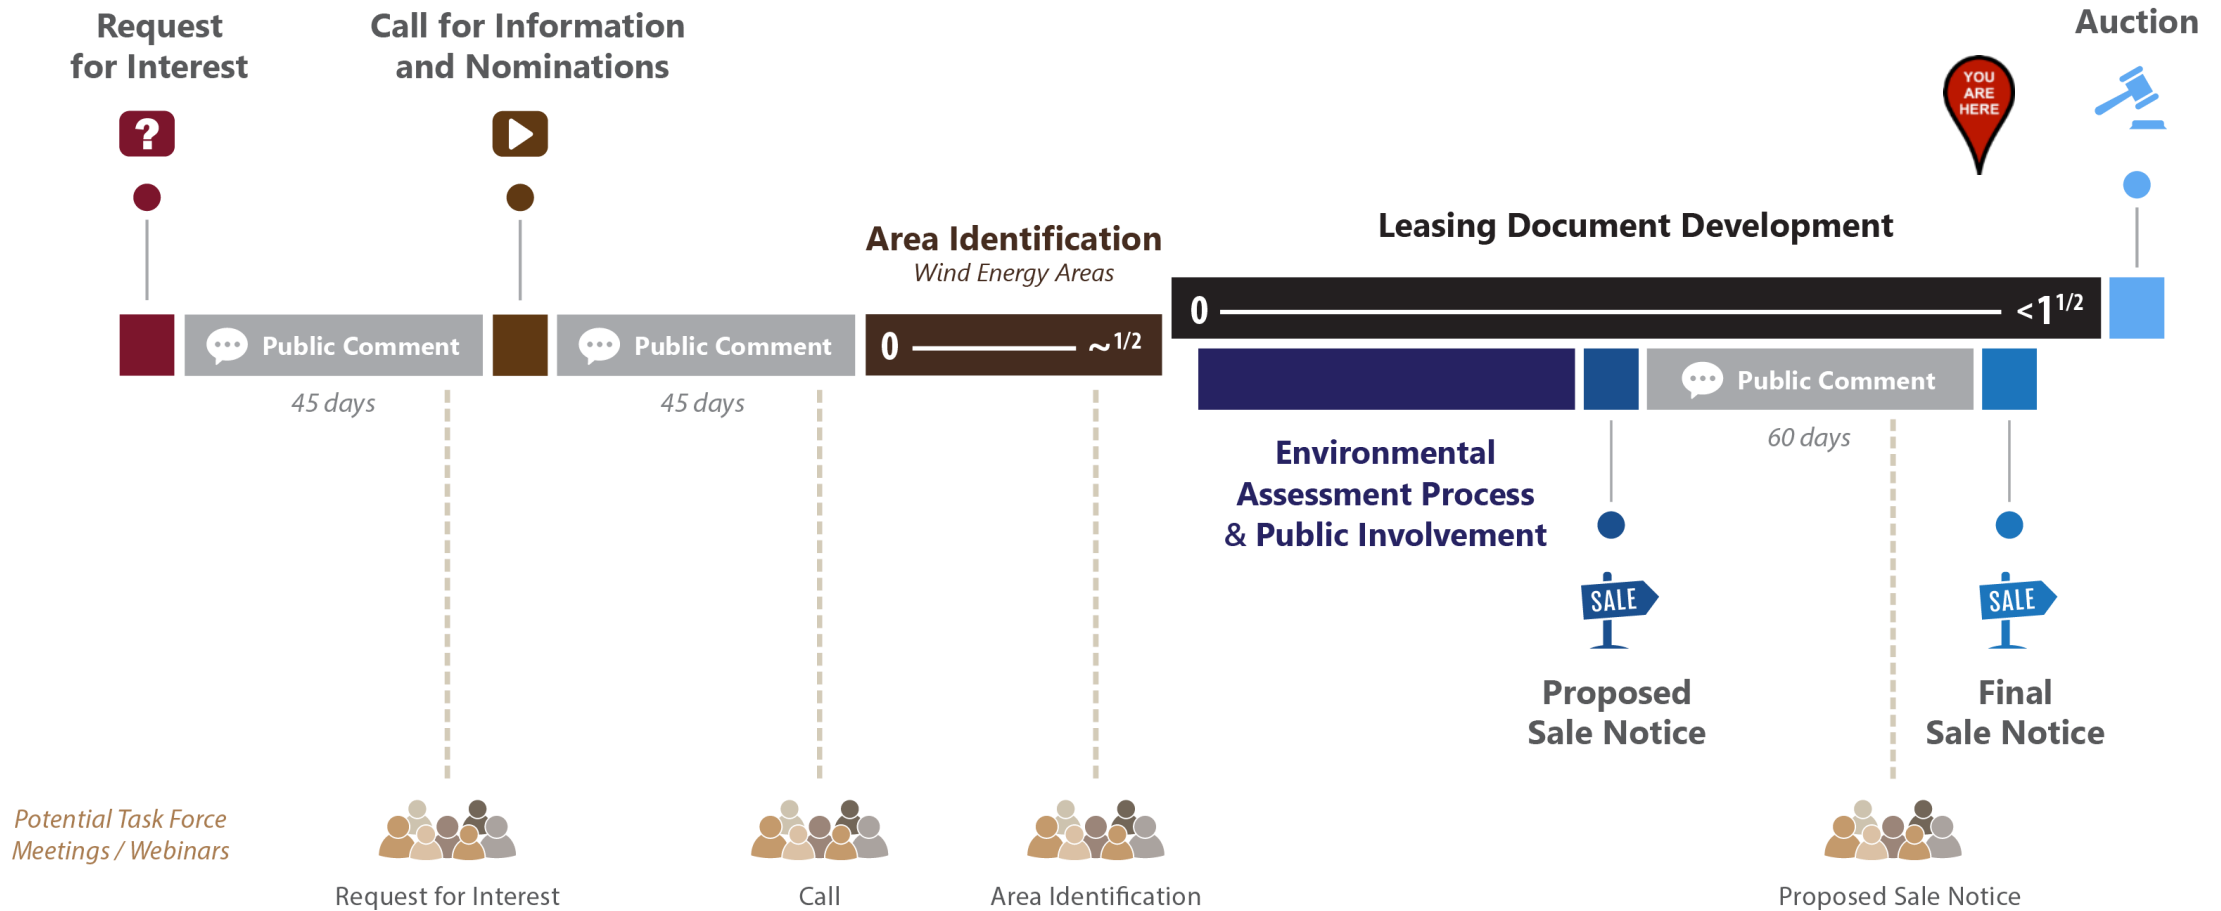 Request
for Interest
Call for Information
and Nominations
Auction
?
YOU
ARE
HERE
Area Identification
Wind Energy Areas
Leasing Document Development
0
<1 1/2
Public Comment
Public Comment
0
~1/2
Public Comment
45 days
45 days
60 days
Environmental
Assessment Process
& Public Involvement
SALE
SALE
Proposed
Sale Notice
Final
Sale Notice
Potential Task Force
Meetings / Webinars
Request for Interest
Call
Area Identification
Proposed Sale Notice